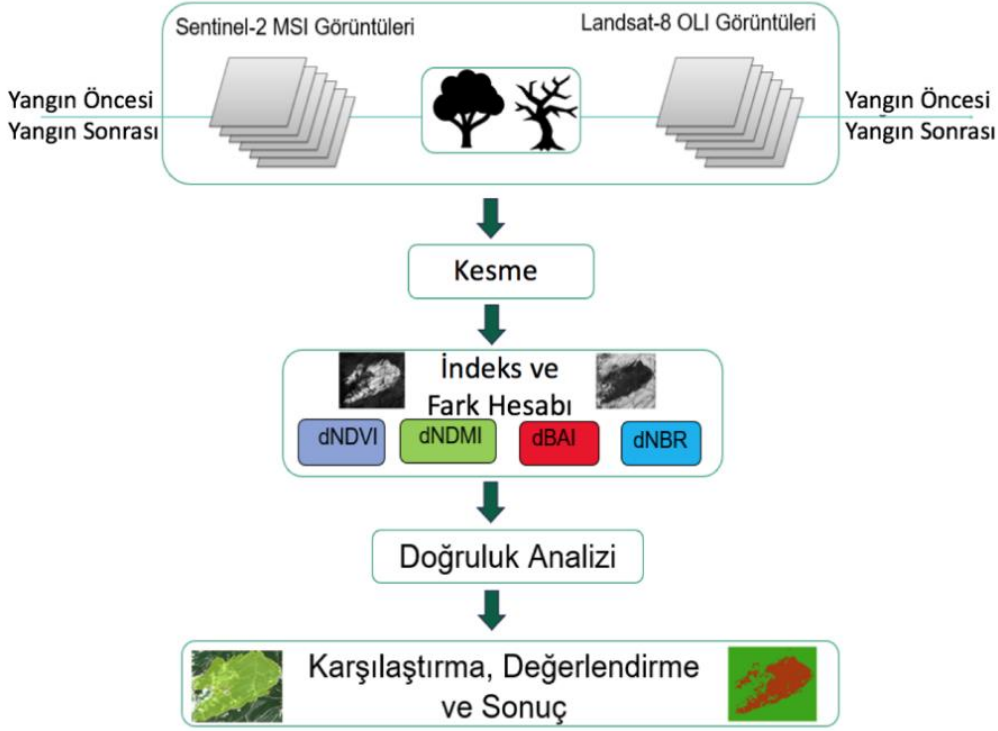 Sentinel-2 MSI Görüntüleri
Landsat-8 OLI Görüntüleri
Yangın Öncesi
Yangın Sonrası
Yangın Öncesi
Yangın Sonrası
Kesme
İndeks ve
Fark Hesabı
dNDVI
dNDMI
dBAI
dNBR
Doğruluk Analizi
Karşılaştırma, Değerlendirme
ve Sonuç